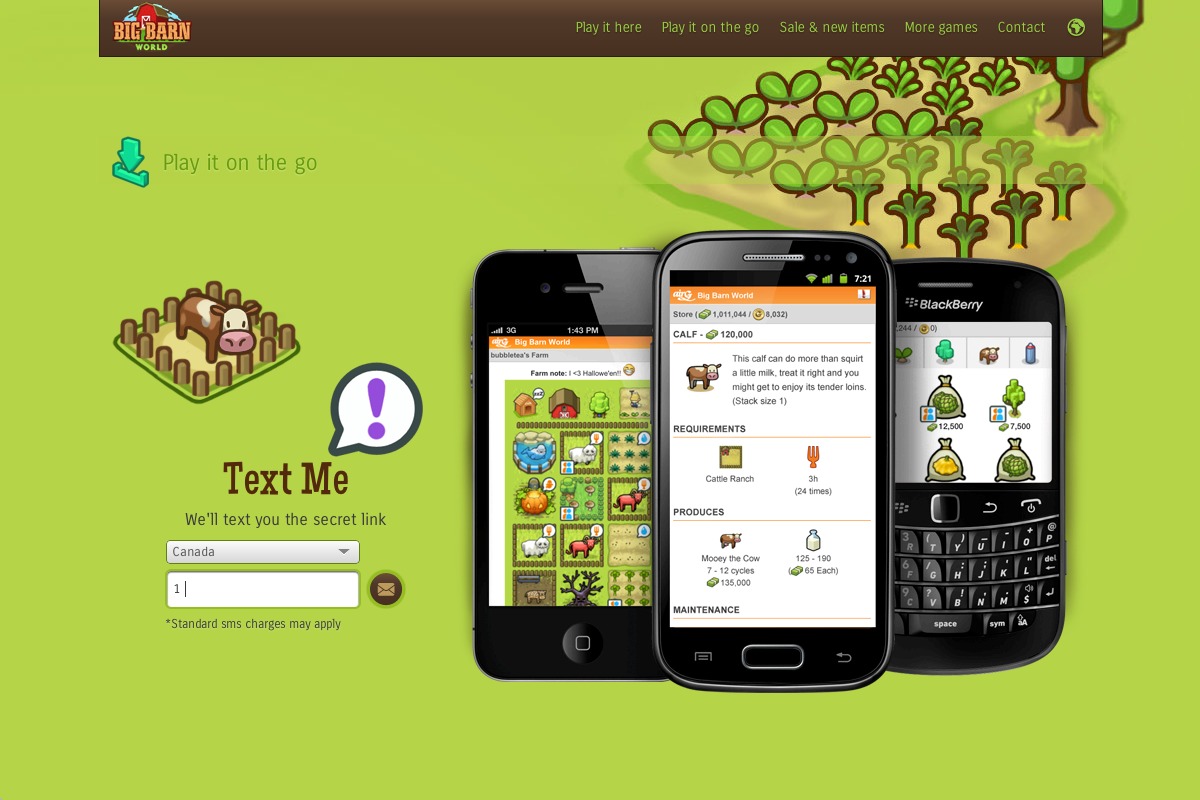 BIG BARN
WORLD
Play it here
Play it on the go
Sale & new items
More games
Contact
Play it on the go
Text Me
We'll text you the secret link
Canada
1
*Standard sms charges may apply
3G
1:43 PM
Big Barn World
bubbletea's Farm
Farm note: I <3 Hallowe'en!!
zzZ
7:21
Big Barn World
Store (1,011,044 / 8,032)
CALF - 120,000
This calf can do more than squirt
a little milk, treat it right and you
might get to enjoy its tender loins.
(Stack size 1)
REQUIREMENTS
Cattle Ranch
3h
(24 times)
PRODUCES
Mooey the Cow
7 - 12 cycles
135,000
125 - 190
(65 Each)
MAINTENANCE
BlackBerry
,244 / 0)
12,500
7,500
R ( T ) Y _ U - I + O @ P
/ G : H ; J ' K " L del
? V ! B , N . M $
space
sym
aA